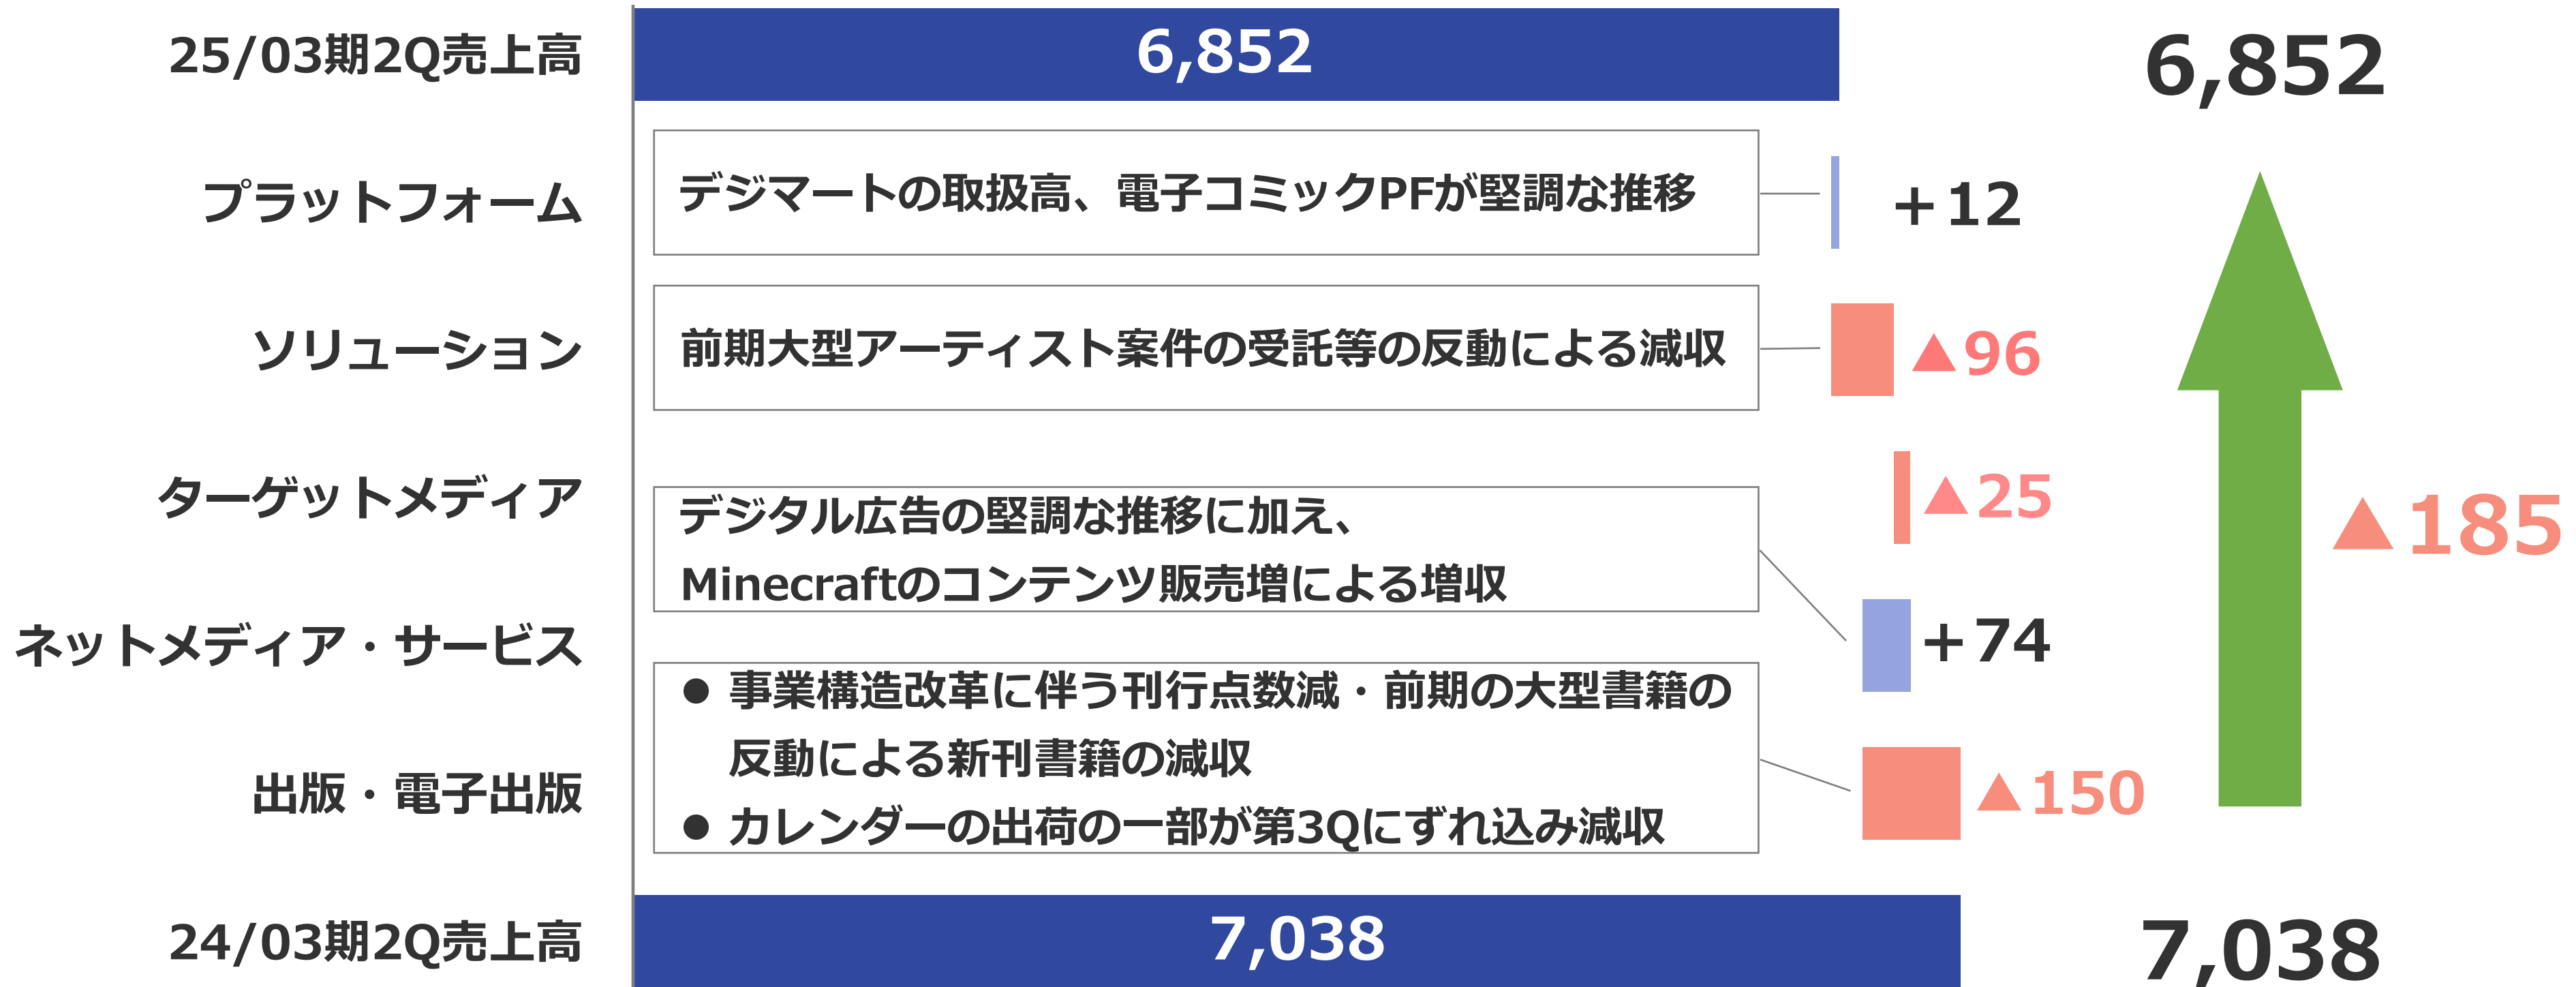 25/03期2Q売上高
6,852
6,852
プラットフォーム
デジマートの取扱高、電子コミックPFが堅調な推移
+12
ソリューション
前期大型アーティスト案件の受託等の反動による減収
▲96
ターゲットメディア
▲25
デジタル広告の堅調な推移に加え、
Minecraftのコンテンツ販売増による増収
▲185
ネットメディア・サービス
+74
● 事業構造改革に伴う刊行点数減・前期の大型書籍の
反動による新刊書籍の減収
● カレンダーの出荷の一部が第3Qにずれ込み減収
出版・電子出版
▲150
24/03期2Q売上高
7,038
7,038